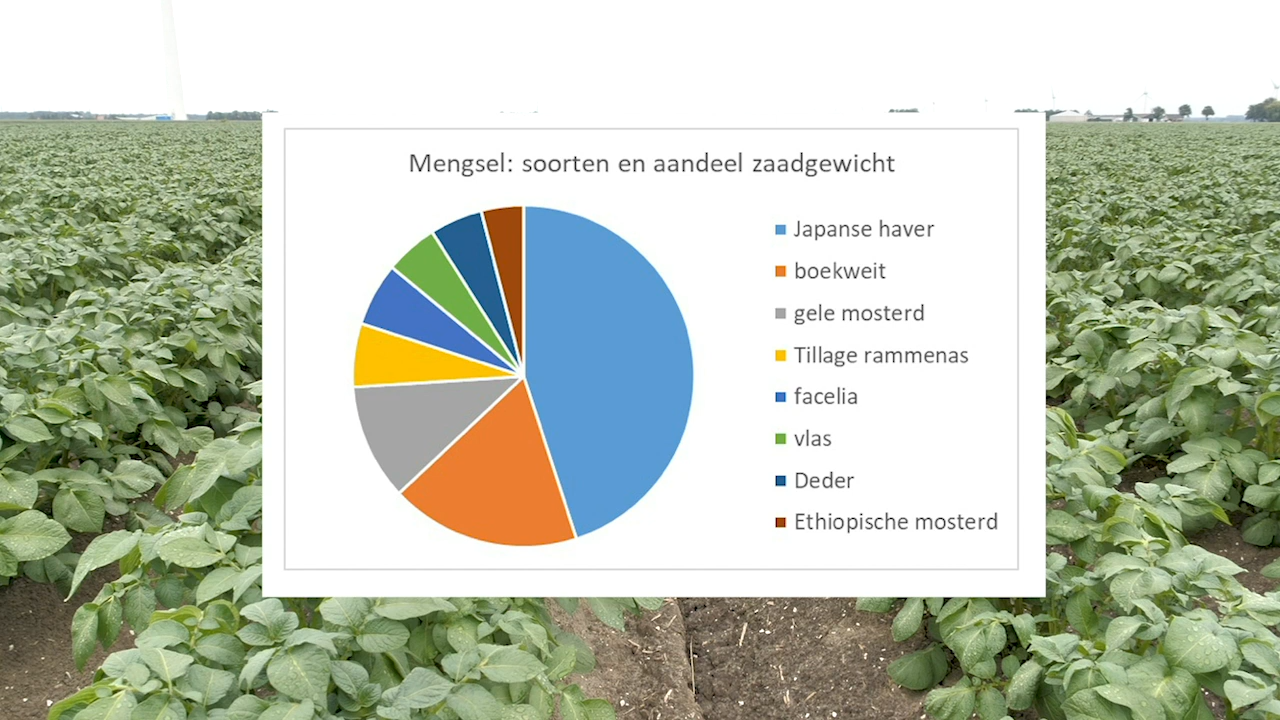 Mengsel: soorten en aandeel zaadgewicht
Japanse haver
boekweit
gele mosterd
Tillage rammenas
facelia
vlas
Deder
Ethiopische mosterd